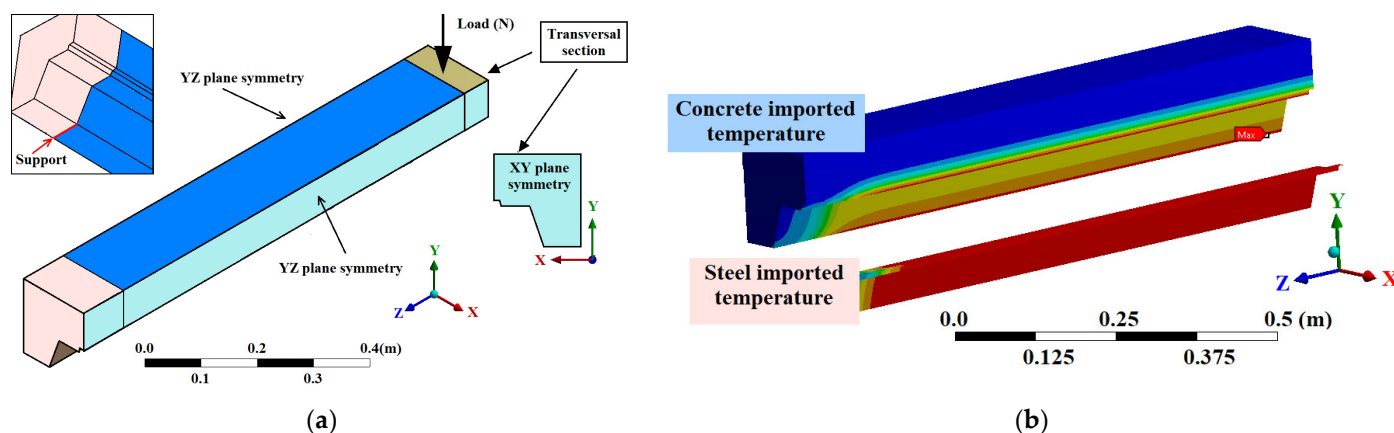 Load (N)
Transversal
section
YZ plane symmetry
Support
XY plane
symmetry
Y
X
YZ plane symmetry
Y
Z
X
0.0
0.2
0.4(m)
0.1
0.3
(a)
Concrete imported
temperature
Max
Steel imported
temperature
Y
Z
X
0.0
0.25
0.5 (m)
0.125
0.375
(b)